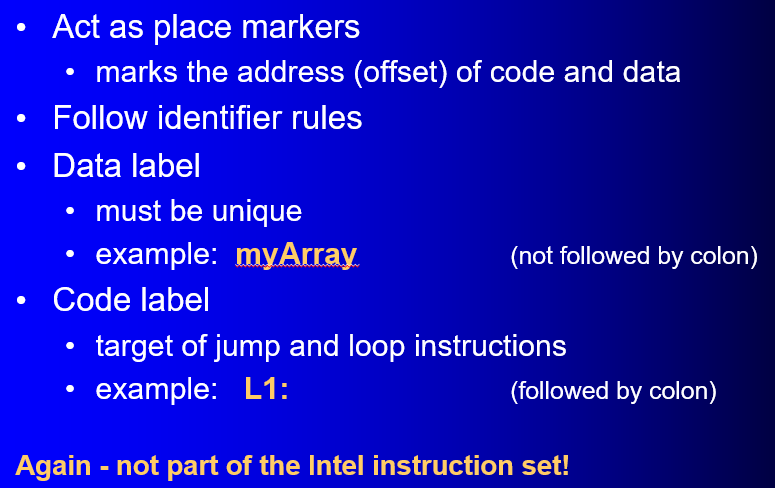 • Act as place markers
• marks the address (offset) of code and data
• Follow identifier rules
• Data label
• must be unique
• example: myArray (not followed by colon)
• Code label
• target of jump and loop instructions
• example: L1: (followed by colon)
Again - not part of the Intel instruction set!